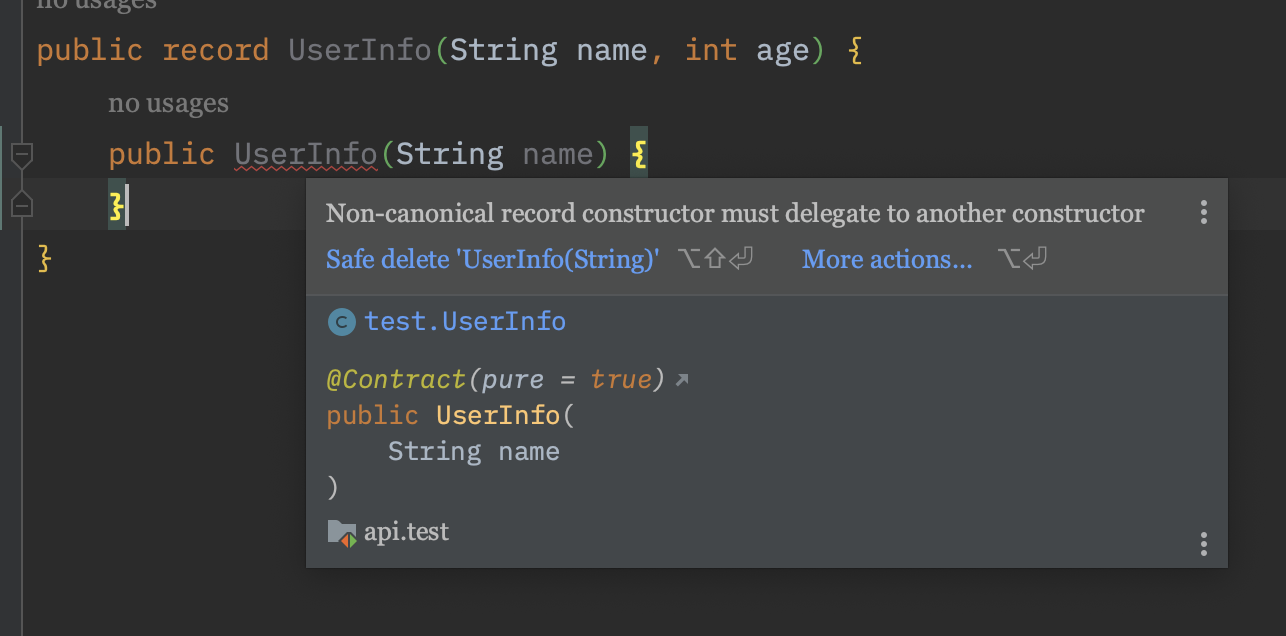 no usages
public record UserInfo(String name, int age) {
no usages
public UserInfo(String name) {
}
}
Non-canonical record constructor must delegate to another constructor
Safe delete 'UserInfo(String)' ⌥⇧⏎ More actions... ⌥⏎
C test.UserInfo
@Contract(pure = true) ↗
public UserInfo(
String name
)
api.test